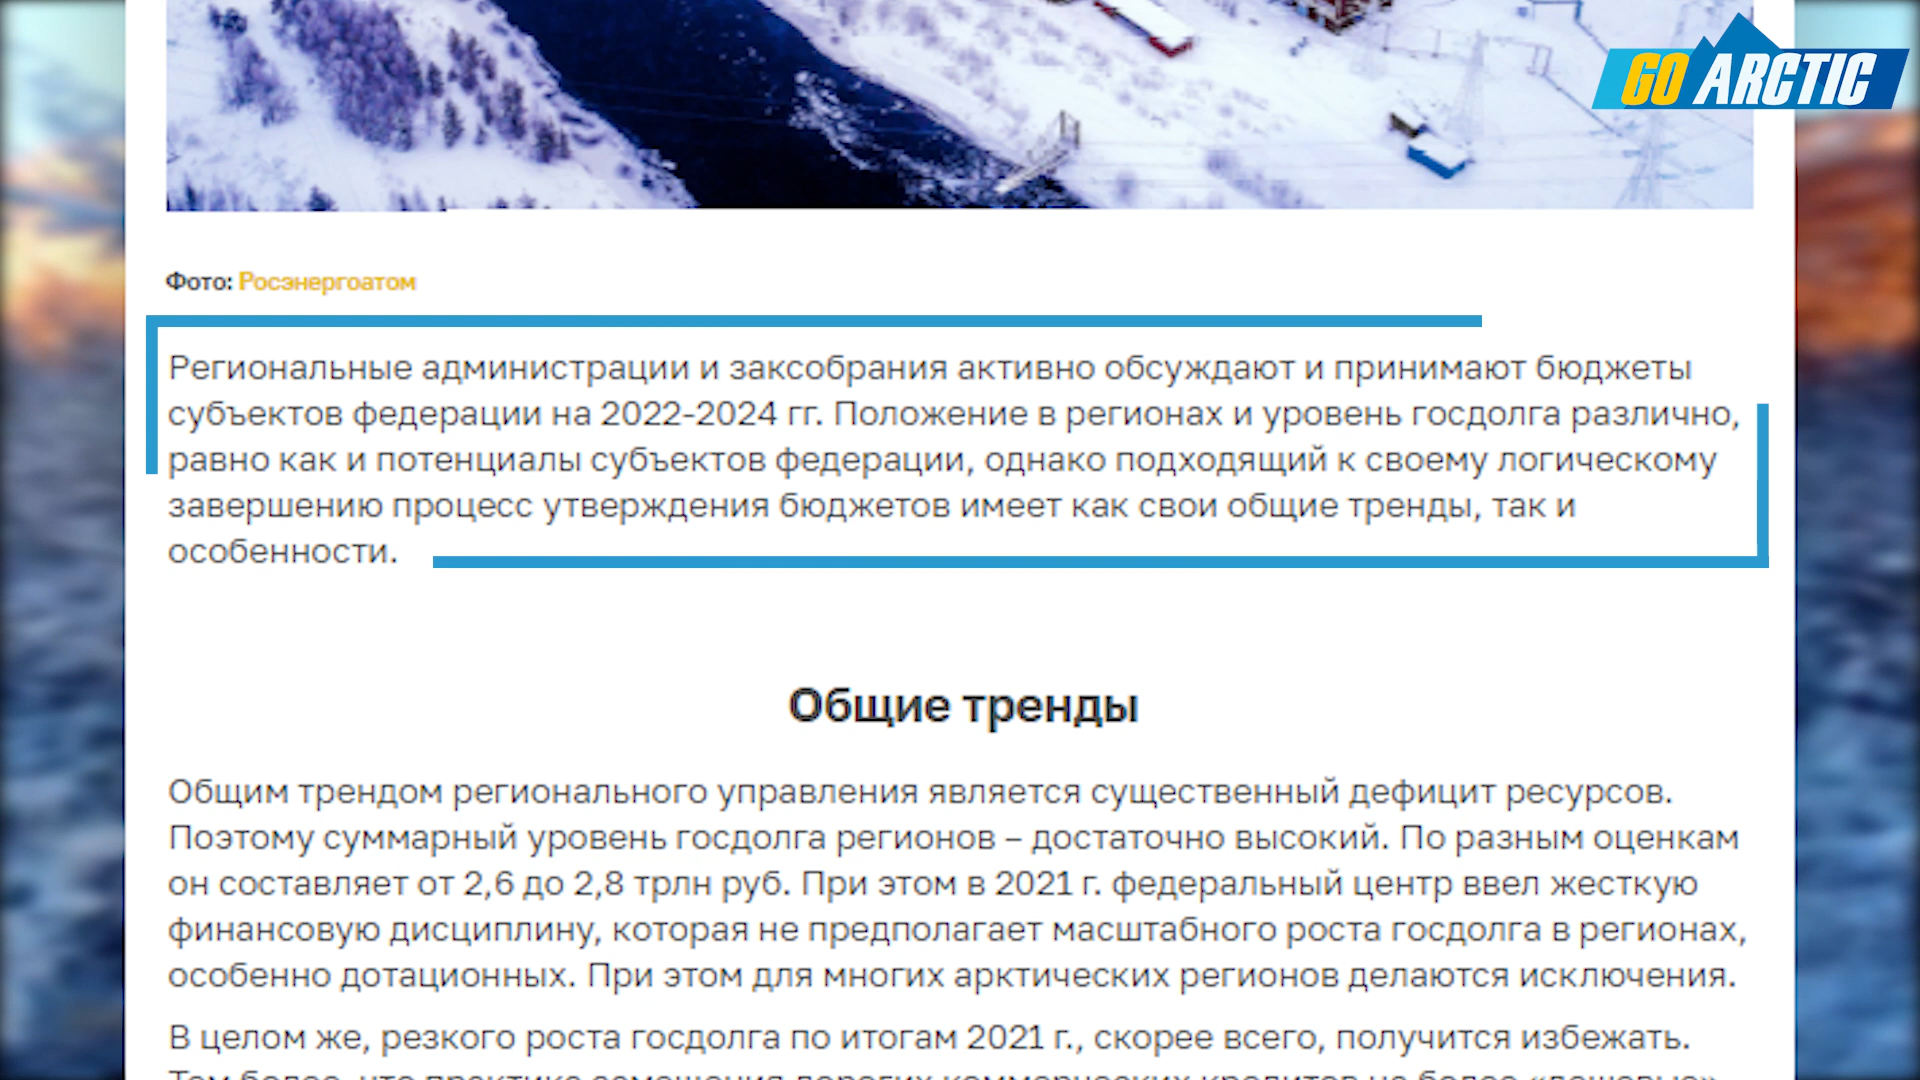 GO ARCTIC
Фото: Росэнергоатом
Региональные администрации и заксобрания активно обсуждают и принимают бюджеты
субъектов федерации на 2022-2024 гг. Положение в регионах и уровень госдолга различно,
равно как и потенциалы субъектов федерации, однако подходящий к своему логическому
завершению процесс утверждения бюджетов имеет как свои общие тренды, так и
особенности.
Общие тренды
Общим трендом регионального управления является существенный дефицит ресурсов.
Поэтому суммарный уровень госдолга регионов – достаточно высокий. По разным оценкам
он составляет от 2,6 до 2,8 трлн руб. При этом в 2021 г. федеральный центр ввел жесткую
финансовую дисциплину, которая не предполагает масштабного роста госдолга в регионах,
особенно дотационных. При этом для многих арктических регионов делаются исключения.
В целом же, резкого роста госдолга по итогам 2021 г., скорее всего, получится избежать.